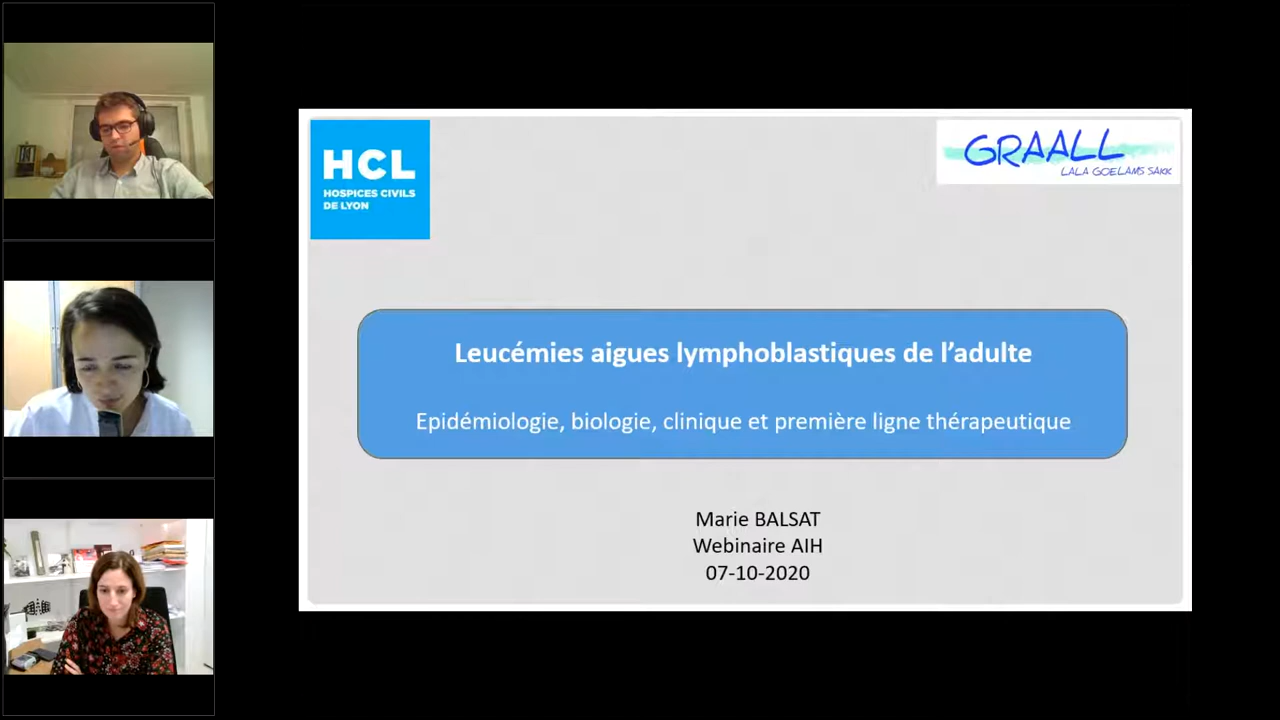 HCL
HOSPICES CIVILS
DE LYON
GRAALL
LALA GOELAMS SAKK
Leucémies aigues lymphoblastiques de l’adulte
Epidémiologie, biologie, clinique et première ligne thérapeutique
Marie BALSAT
Webinaire AIH
07-10-2020